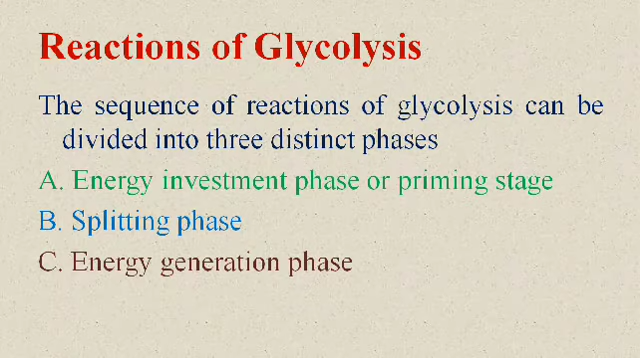 Reactions of Glycolysis
The sequence of reactions of glycolysis can be
divided into three distinct phases
A. Energy investment phase or priming stage
B. Splitting phase
C. Energy generation phase